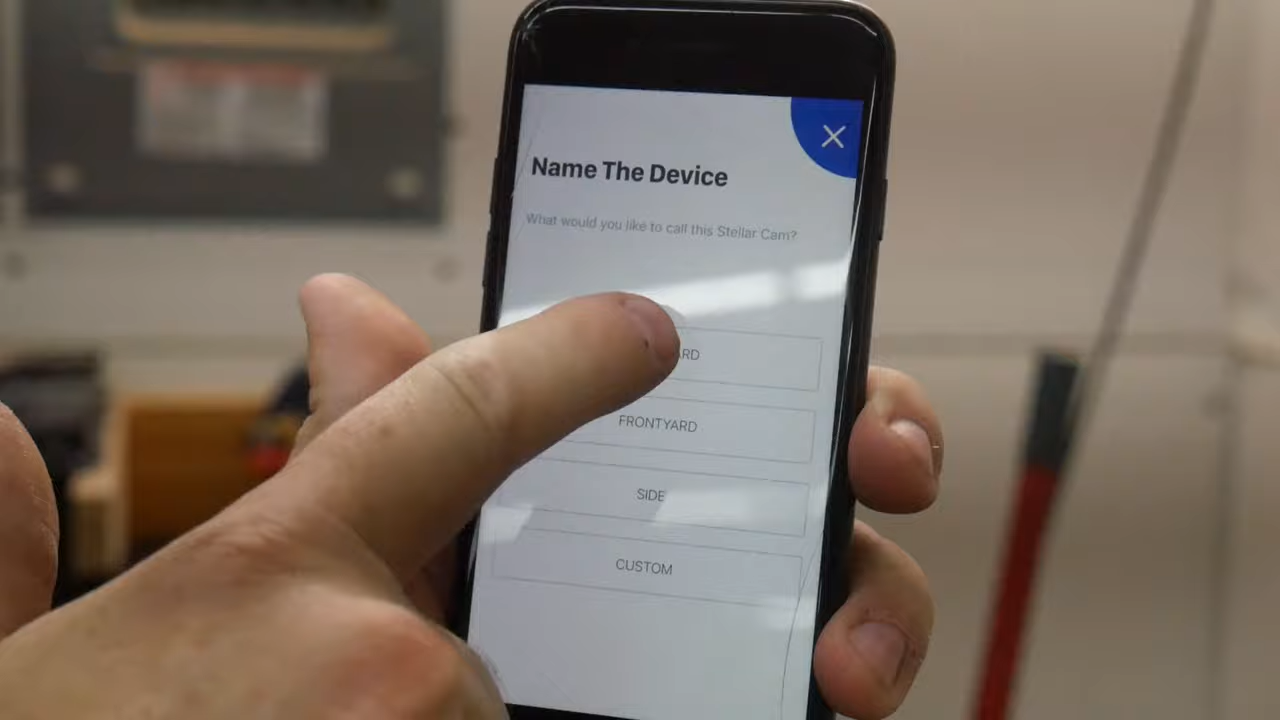 Name The Device
What would you like to call this Stellar Cam?
FRONTYARD
SIDE
CUSTOM